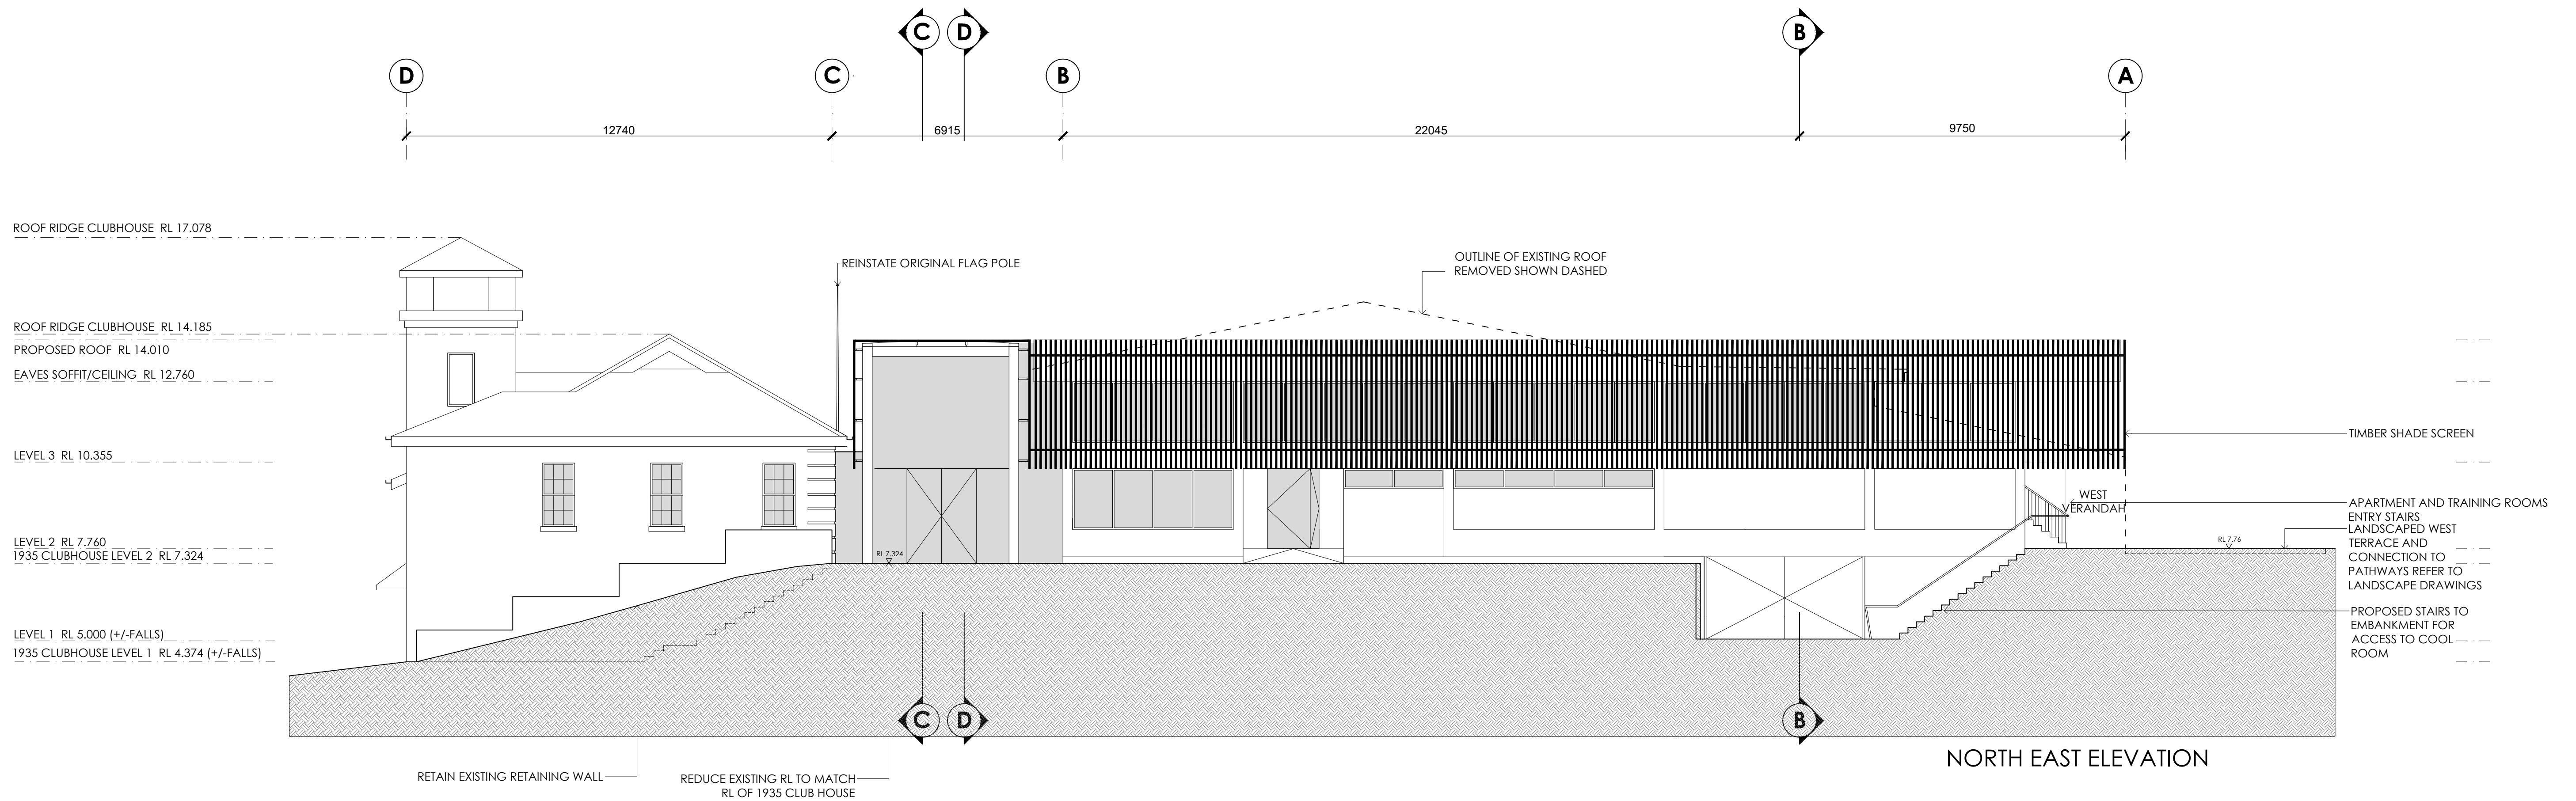 C D B
D C B A
12740 6915 22045 9750
ROOF RIDGE CLUBHOUSE RL 17.078
REINSTATE ORIGINAL FLAG POLE
OUTLINE OF EXISTING ROOF
REMOVED SHOWN DASHED
ROOF RIDGE CLUBHOUSE RL 14.185
PROPOSED ROOF RL 14.010
EAVES SOFFIT/CEILING RL 12.760
TIMBER SHADE SCREEN
LEVEL 3 RL 10.355
WEST
VERANDAH
APARTMENT AND TRAINING ROOMS
ENTRY STAIRS
LANDSCAPED WEST
TERRACE AND
CONNECTION TO
PATHWAYS REFER TO
LANDSCAPE DRAWINGS
RL 7.76
LEVEL 2 RL 7.760
1935 CLUBHOUSE LEVEL 2 RL 7.324
RL 7.324
PROPOSED STAIRS TO
EMBANKMENT FOR
ACCESS TO COOL
ROOM
LEVEL 1 RL 5.000 (+/-FALLS)
1935 CLUBHOUSE LEVEL 1 RL 4.374 (+/-FALLS)
C D B
NORTH EAST ELEVATION
RETAIN EXISTING RETAINING WALL
REDUCE EXISTING RL TO MATCH
RL OF 1935 CLUB HOUSE